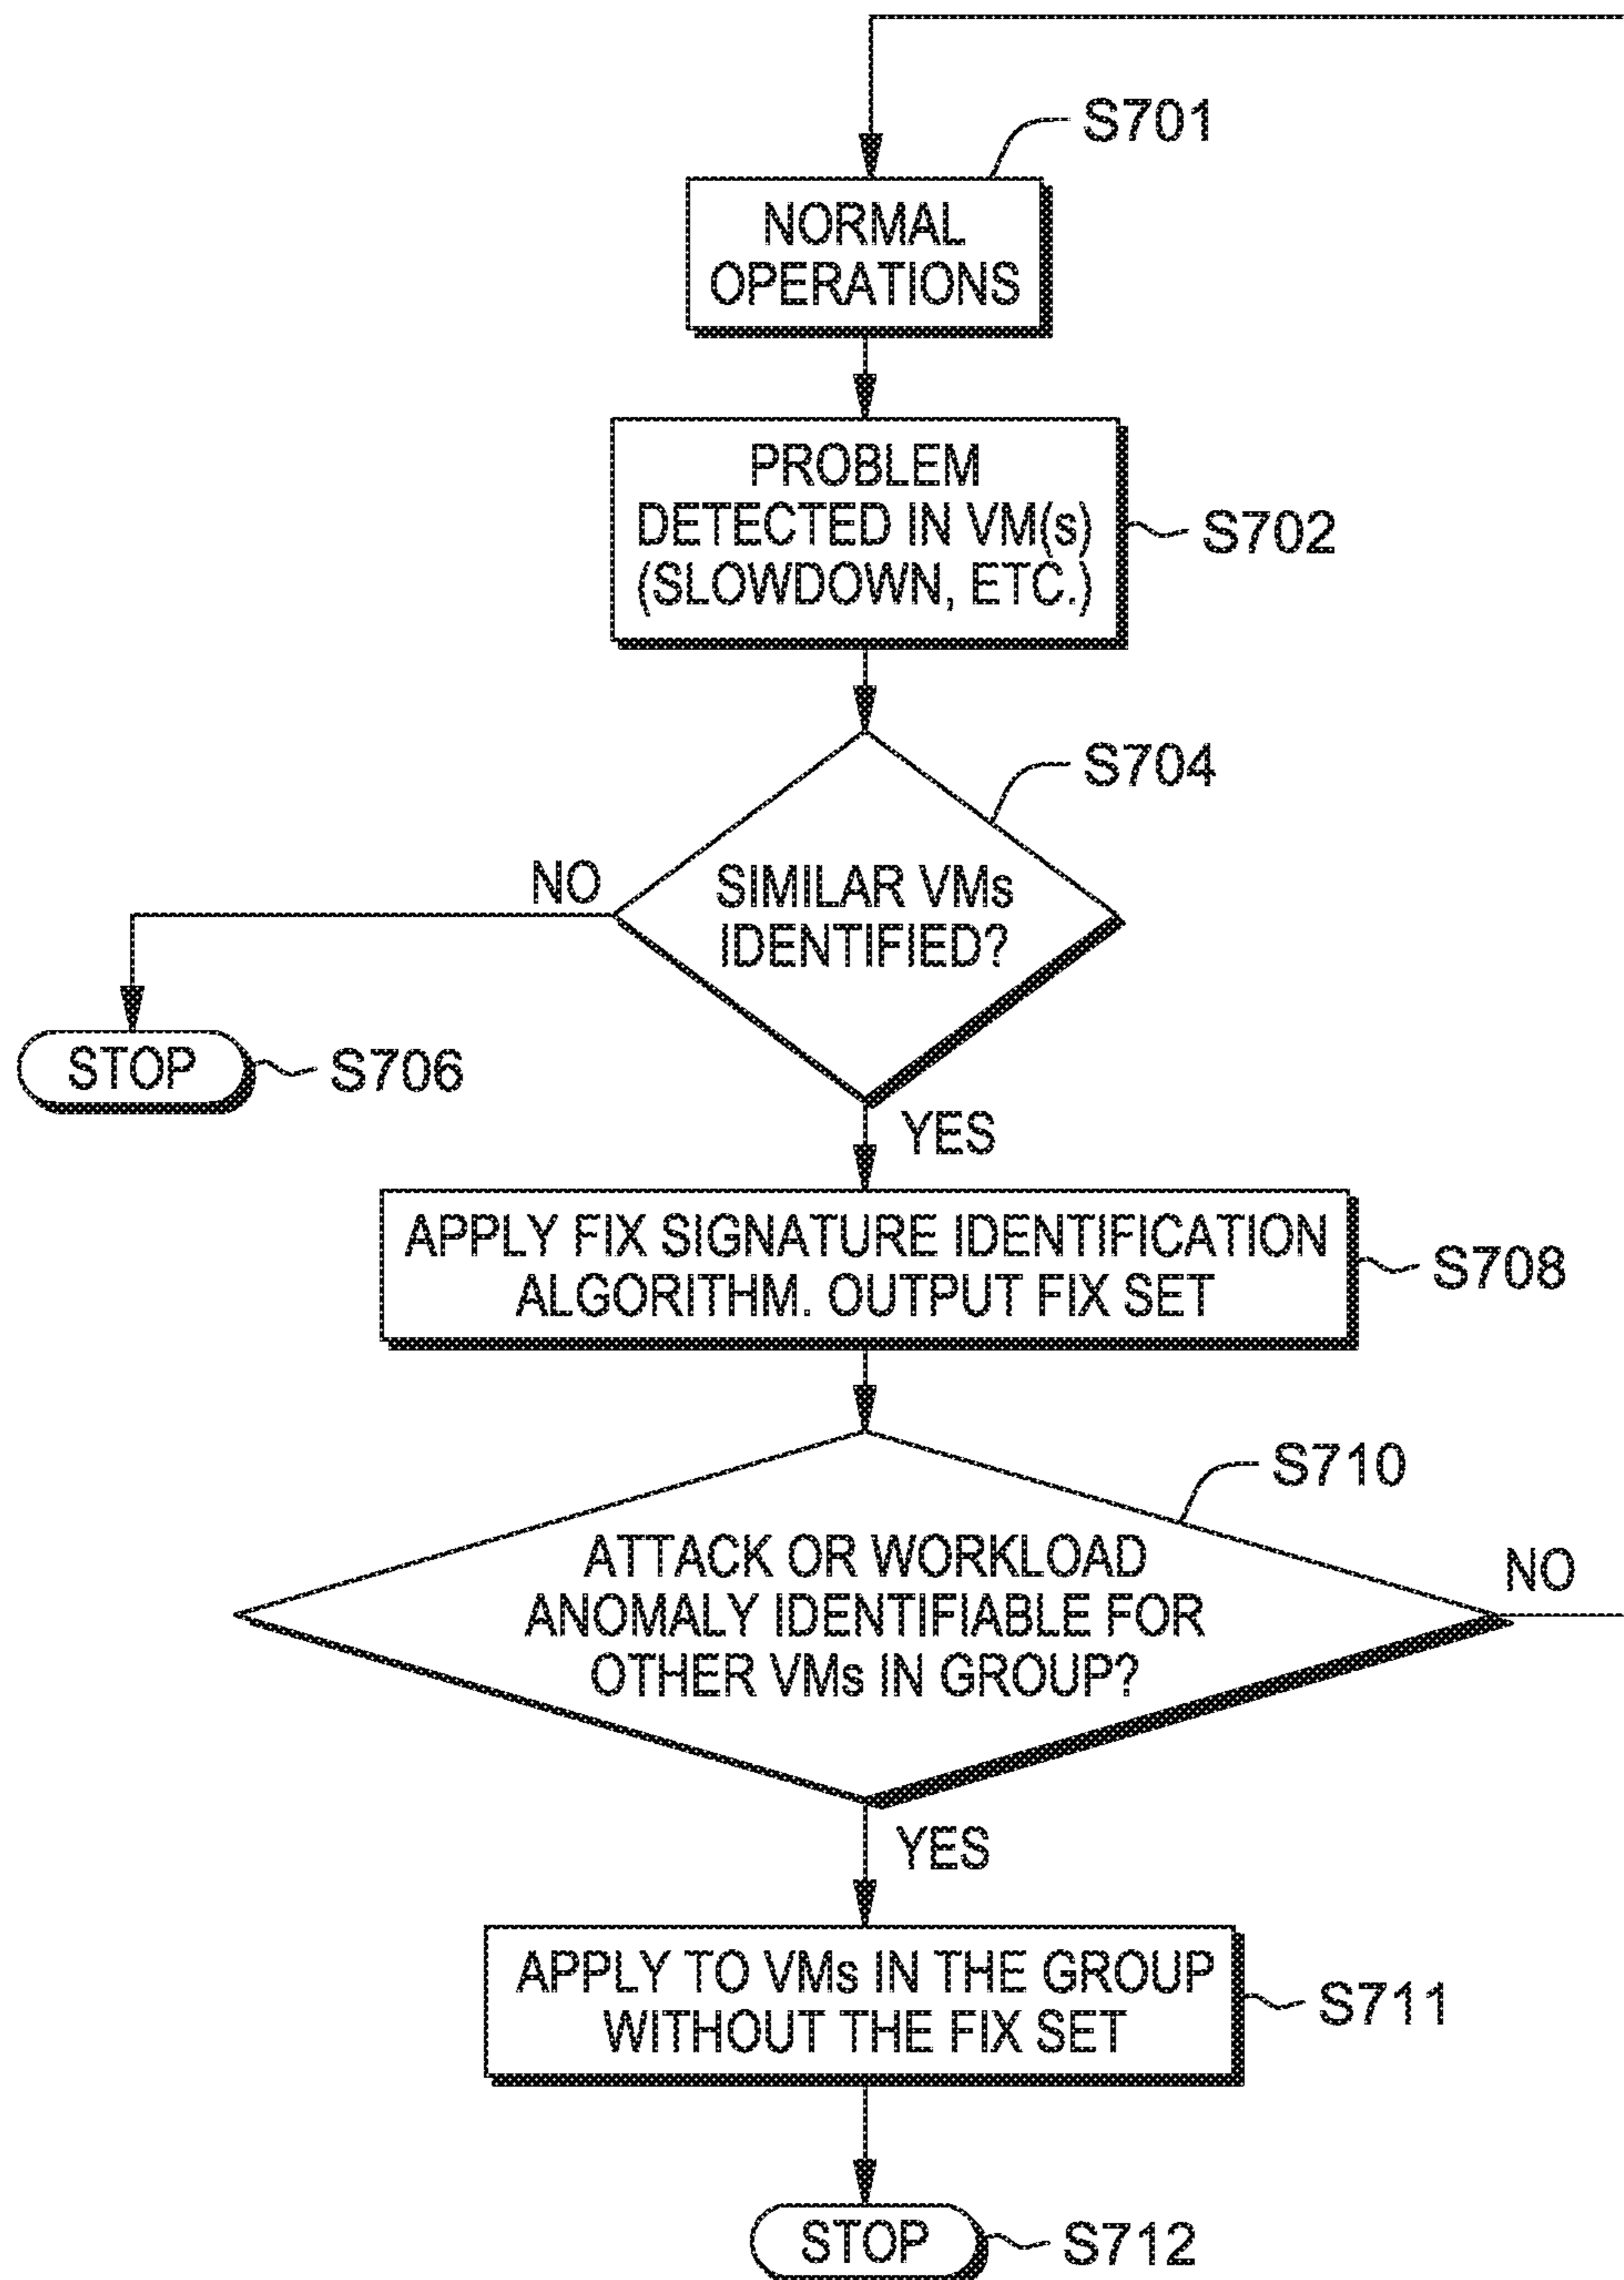 S701
NORMAL
OPERATIONS
PROBLEM
DETECTED IN VM(s)
(SLOWDOWN, ETC.)
S702
S704
SIMILAR VMs
IDENTIFIED?
NO
STOP
S706
YES
APPLY FIX SIGNATURE IDENTIFICATION
ALGORITHM. OUTPUT FIX SET
S708
S710
ATTACK OR WORKLOAD
ANOMALY IDENTIFIABLE FOR
OTHER VMs IN GROUP?
NO
YES
APPLY TO VMs IN THE GROUP
WITHOUT THE FIX SET
S711
STOP
S712